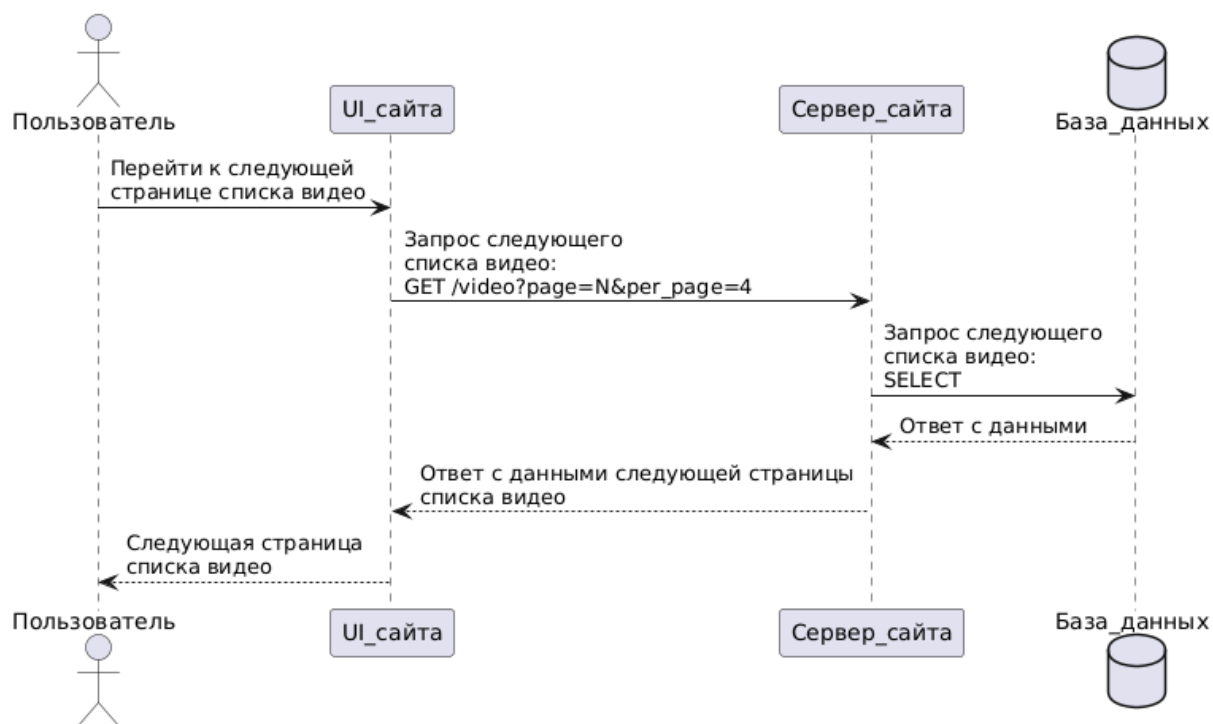 Пользователь
UI_сайта
Сервер_сайта
База_данных
Перейти к следующей
странице списка видео
Запрос следующего
списка видео:
GET /video?page=N&per_page=4
Запрос следующего
списка видео:
SELECT
Ответ с данными
Ответ с данными следующей страницы
списка видео
Следующая страница
списка видео
Пользователь
UI_сайта
Сервер_сайта
База_данных